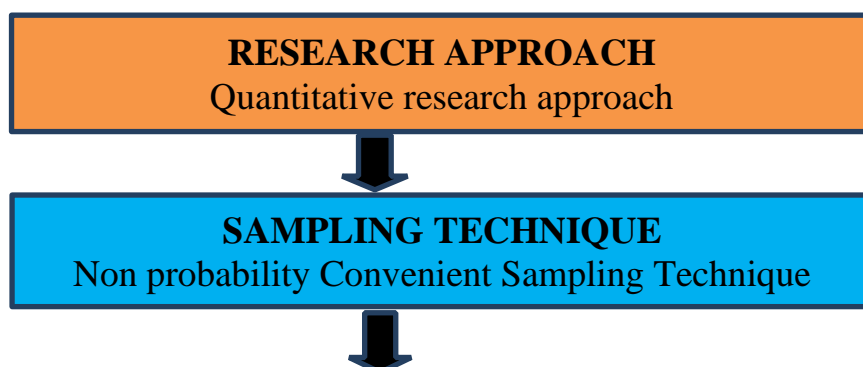 RESEARCH APPROACH
Quantitative research approach
SAMPLING TECHNIQUE
Non probability Convenient Sampling Technique